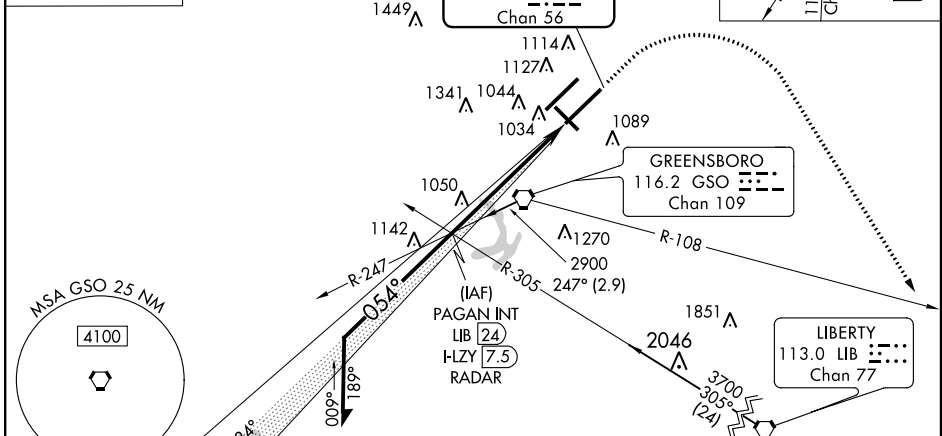 1449
Chan 56
1114
1127
1341
1044
1034
1089
GREENSBORO
116.2 GSO
Chan 109
1050
1142
1270
R-108
R-247
R-305
2900
247° (2.9)
054°
(IAF)
PAGAN INT
LIB 24
I-LZY 7.5
RADAR
MSA GSO 25 NM
4100
009°
189°
1851
2046
LIBERTY
113.0 LIB
Chan 77
3700
305°
(24)